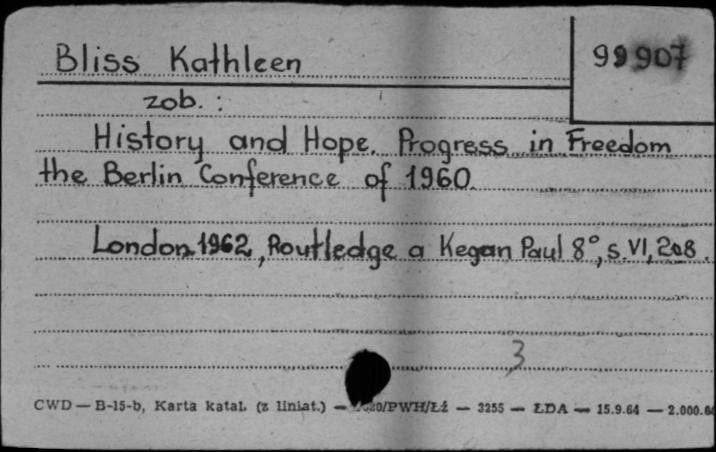 Bliss Kathleen
99907
zob. :
History and Hope. Progress in Freedom
the Berlin Conference of 1960.
London 1962, Routledge a Kegan Paul 8°, s. VI, 208.
3
CWD — B-15-b, Karta katal. (z liniat.) — /PWH/Łź — 3255 — ŁDA — 15.9.64 — 2.000.